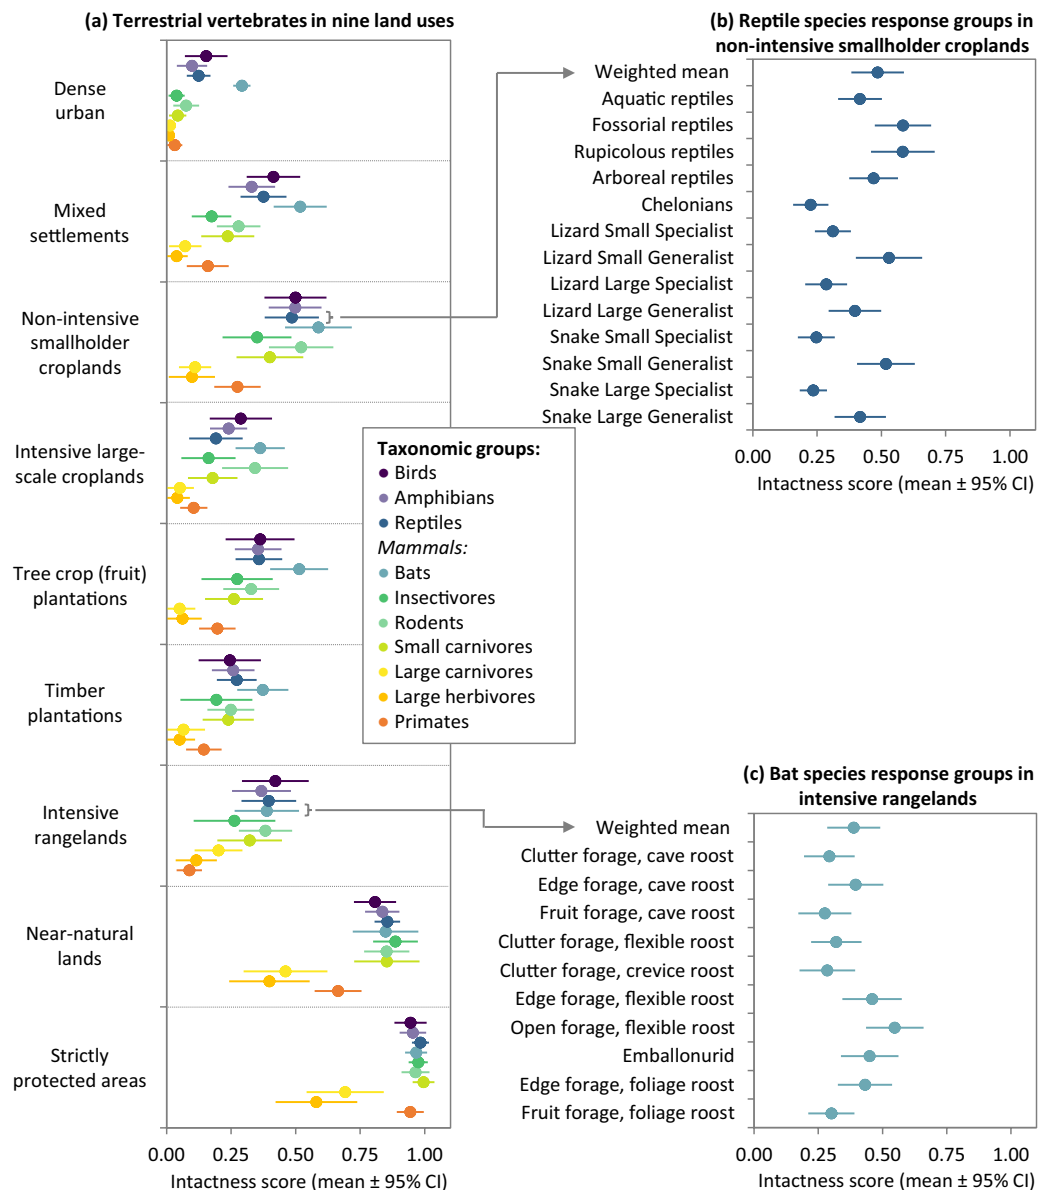 (a) Terrestrial vertebrates in nine land uses
Dense
urban
Mixed
settlements
Non-intensive
smallholder
croplands
Intensive large-
scale croplands
Tree crop (fruit)
plantations
Timber
plantations
Intensive
rangelands
Near-natural
lands
Strictly
protected areas
0.00 0.25 0.50 0.75 1.00
Intactness score (mean ± 95% CI)
Taxonomic groups:
Birds
Amphibians
Reptiles
Mammals:
Bats
Insectivores
Rodents
Small carnivores
Large carnivores
Large herbivores
Primates
(b) Reptile species response groups in
non-intensive smallholder croplands
Weighted mean
Aquatic reptiles
Fossorial reptiles
Rupicolous reptiles
Arboreal reptiles
Chelonians
Lizard Small Specialist
Lizard Small Generalist
Lizard Large Specialist
Lizard Large Generalist
Snake Small Specialist
Snake Small Generalist
Snake Large Specialist
Snake Large Generalist
0.00 0.25 0.50 0.75 1.00
Intactness score (mean ± 95% CI)
(c) Bat species response groups in
intensive rangelands
Weighted mean
Clutter forage, cave roost
Edge forage, cave roost
Fruit forage, cave roost
Clutter forage, flexible roost
Clutter forage, crevice roost
Edge forage, flexible roost
Open forage, flexible roost
Emballonurid
Edge forage, foliage roost
Fruit forage, foliage roost
0.00 0.25 0.50 0.75 1.00
Intactness score (mean ± 95% CI)